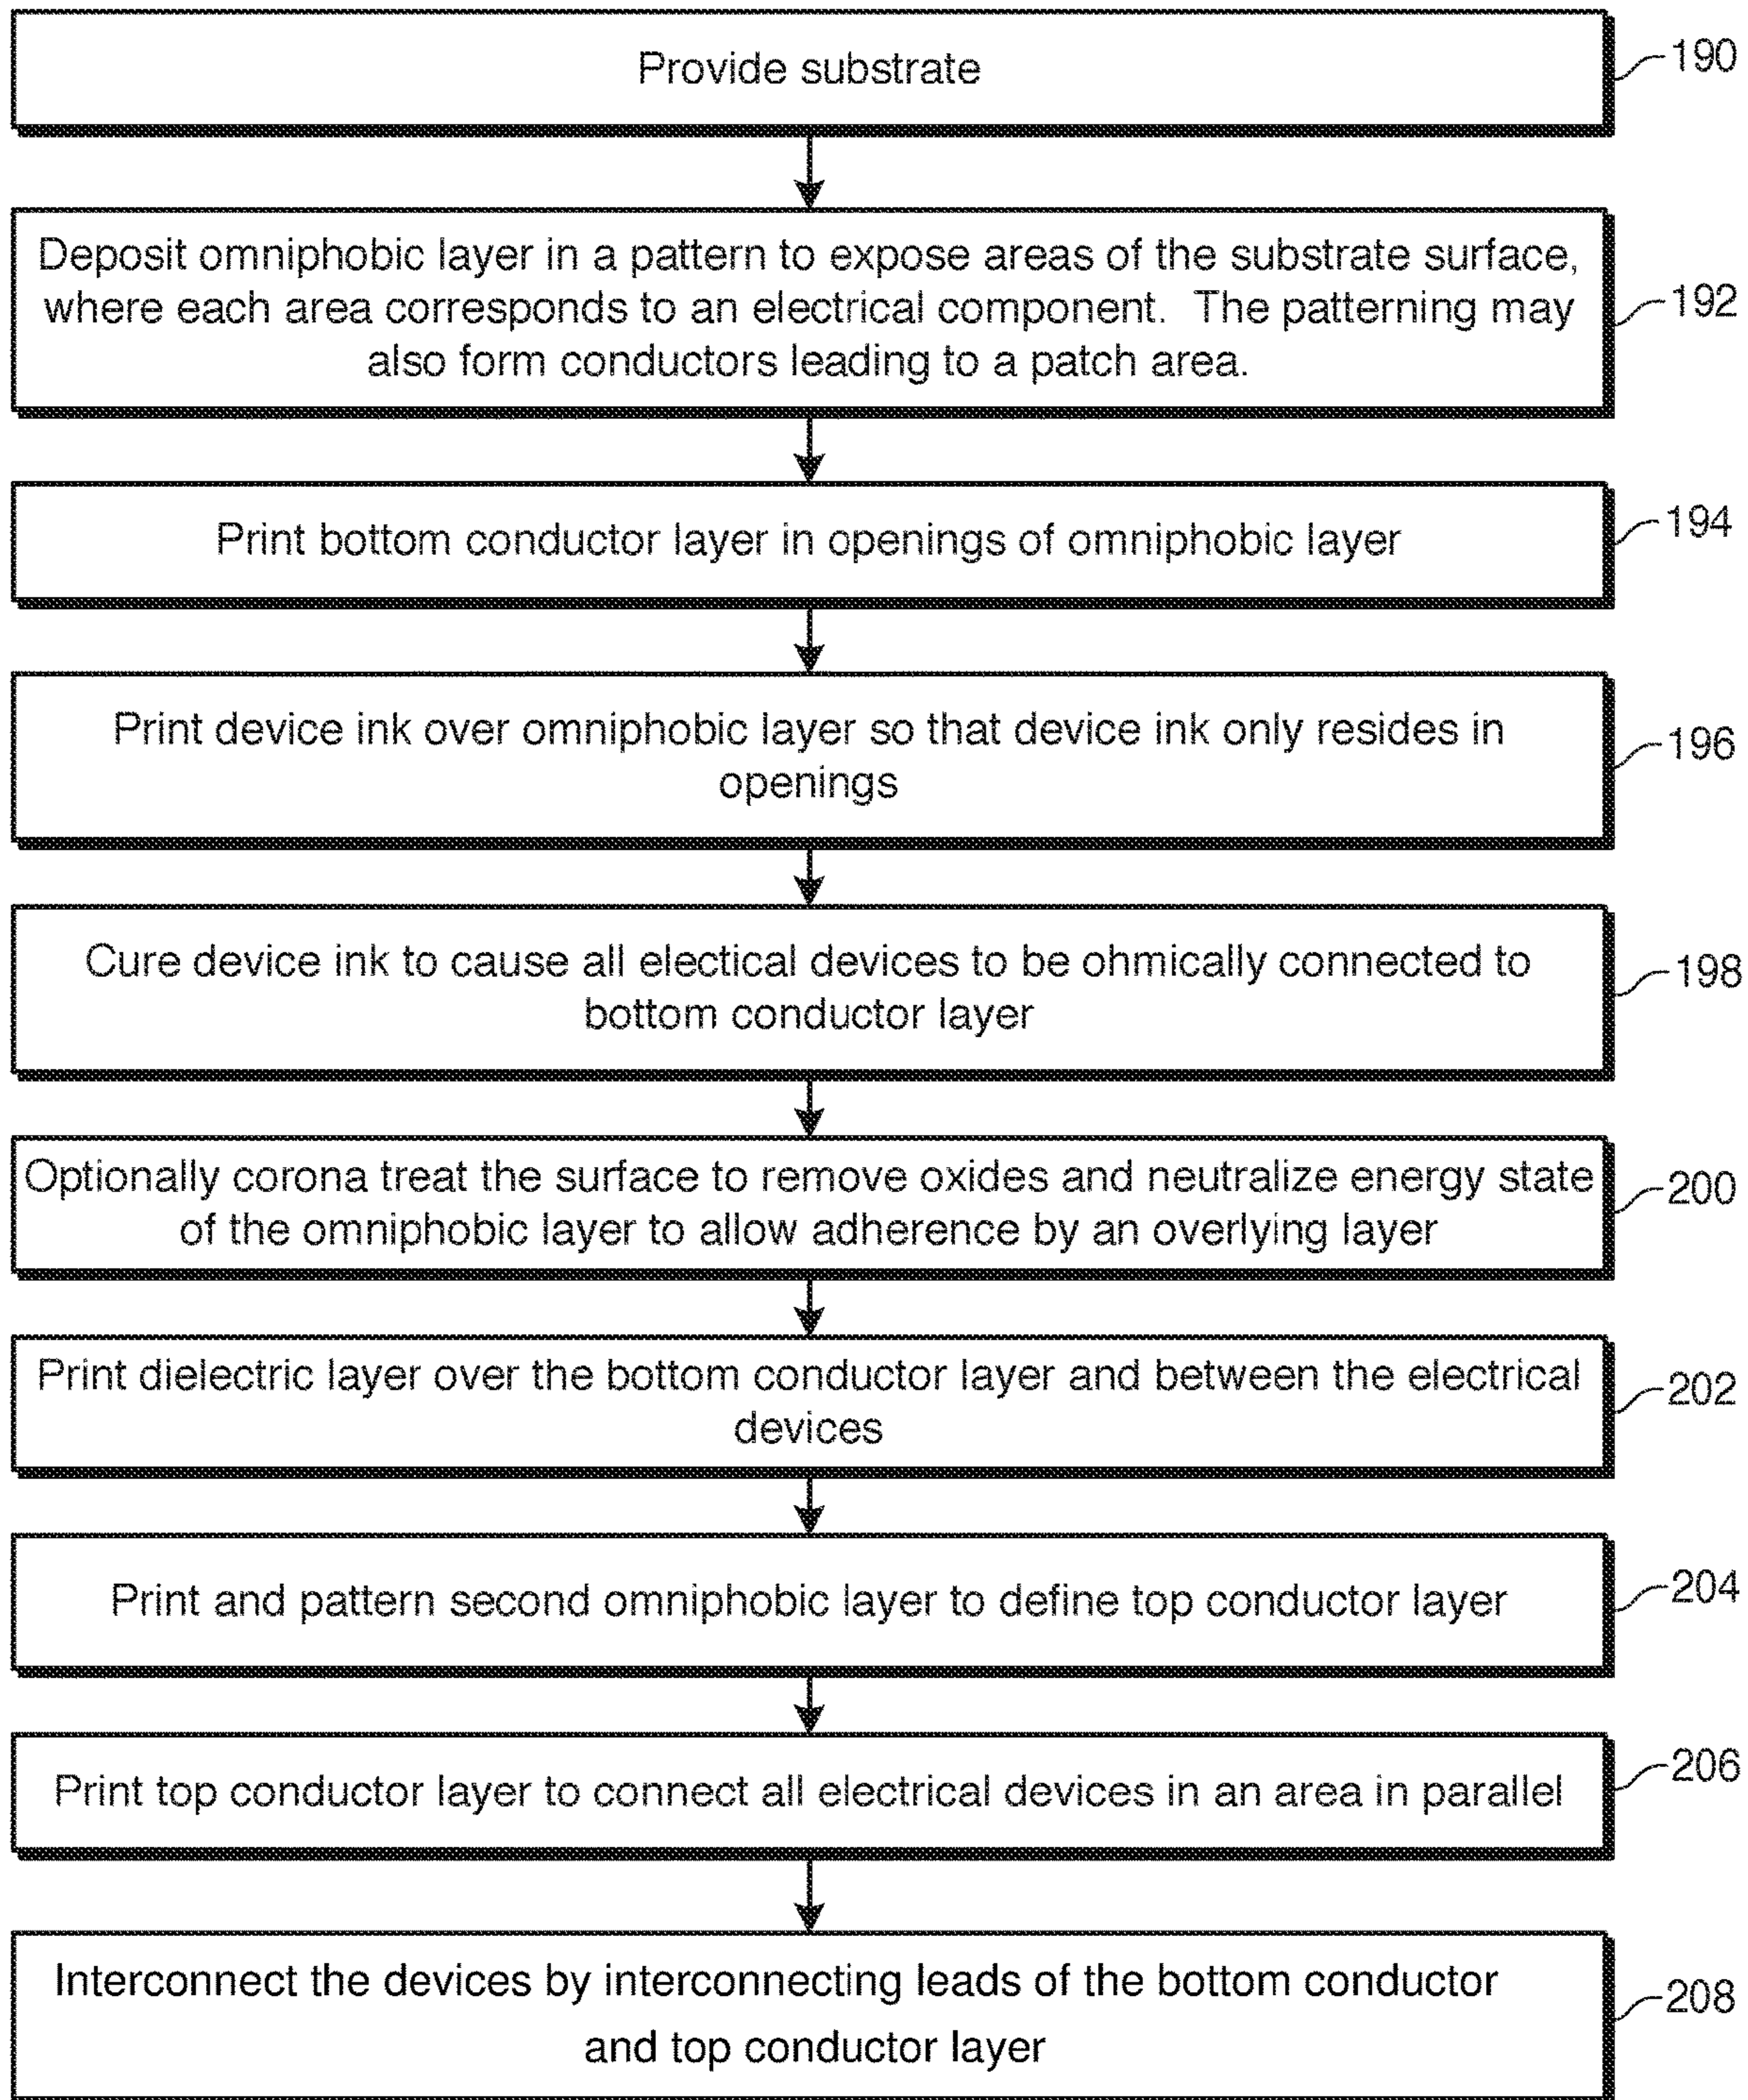 Provide substrate
190
Deposit omniphobic layer in a pattern to expose areas of the substrate surface,
where each area corresponds to an electrical component. The patterning may
also form conductors leading to a patch area.
192
Print bottom conductor layer in openings of omniphobic layer
194
Print device ink over omniphobic layer so that device ink only resides in
openings
196
Cure device ink to cause all electical devices to be ohmically connected to
bottom conductor layer
198
Optionally corona treat the surface to remove oxides and neutralize energy state
of the omniphobic layer to allow adherence by an overlying layer
200
Print dielectric layer over the bottom conductor layer and between the electrical
devices
202
Print and pattern second omniphobic layer to define top conductor layer
204
Print top conductor layer to connect all electrical devices in an area in parallel
206
Interconnect the devices by interconnecting leads of the bottom conductor
and top conductor layer
208